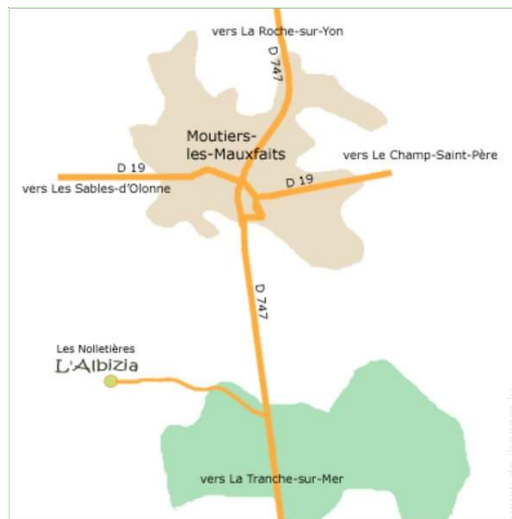 vers La Roche-sur-Yon
D 747
Moutiers-
les-Mauxfaits
vers Le Champ-Saint-Père
D 19
D 19
vers Les Sables-d'Olonne
D 747
Les Nolletières
L'Albizia
vers La Tranche-sur-Mer